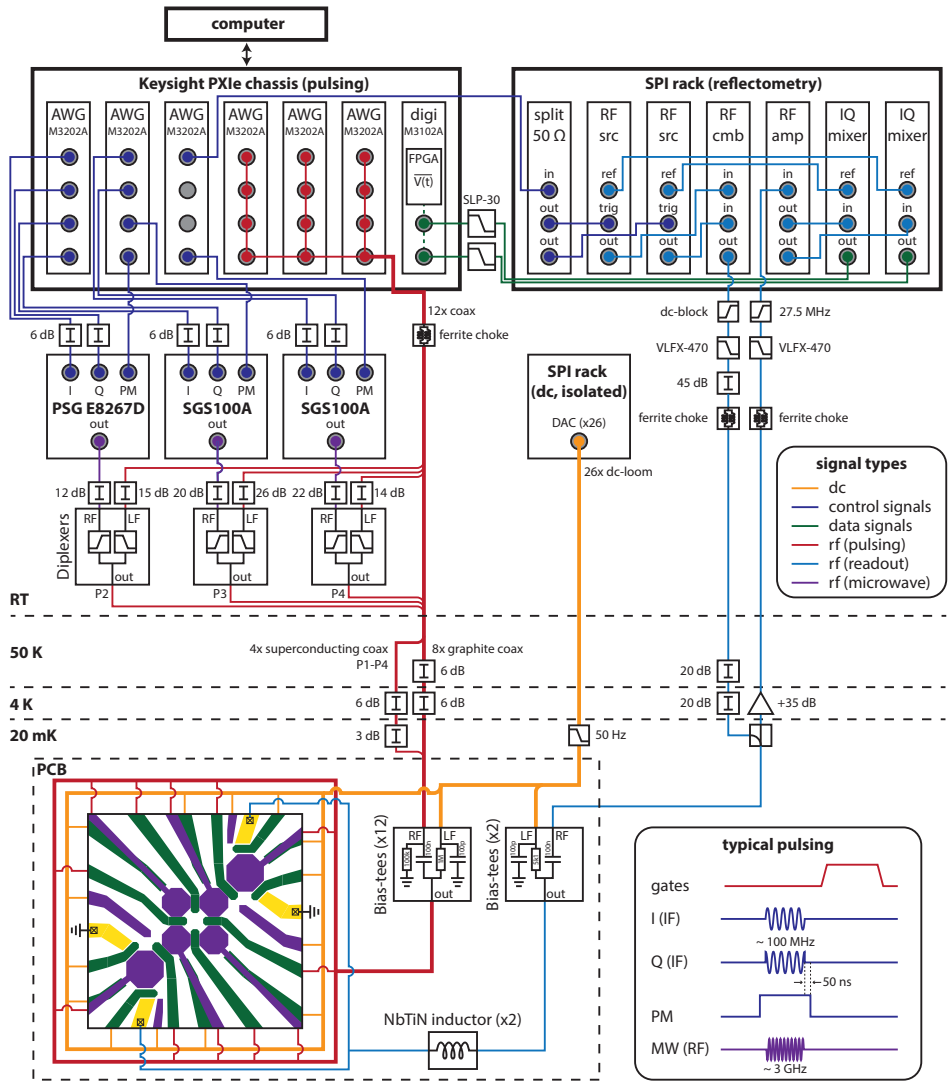 computer
Keysight PXIe chassis (pulsing)
AWG AWG AWG AWG AWG AWG digi
M3202A M3202A M3202A M3202A M3202A M3202A M3102A
FPGA
V(t)
SLP-30
SPI rack (reflectometry)
split RF RF RF RF IQ IQ
50 Ω src src cmb amp mixer mixer
in ref ref in in ref ref
out trig trig in out in in
out out out out out out out
6 dB 6 dB 6 dB
I Q PM I Q PM I Q PM
PSG E8267D SGS100A SGS100A
out out out
12x coax
ferrite choke
SPI rack
(dc, isolated)
DAC (x26)
26x dc-loom
dc-block 27.5 MHz
VLFX-470 VLFX-470
45 dB
ferrite choke ferrite choke
signal types
dc
control signals
data signals
rf (pulsing)
rf (readout)
rf (microwave)
12 dB 15 dB 20 dB 26 dB 22 dB 14 dB
Diplexers
RF LF RF LF RF LF
out out out
P2 P3 P4
RT
50 K
4x superconducting coax
P1-P4
8x graphite coax
6 dB
20 dB
4 K
6 dB 6 dB
20 dB +35 dB
20 mK
3 dB
50 Hz
PCB
Bias-tees (x12)
RF LF
100k 100n 1M 30p
out
Bias-tees (x2)
LF RF
100p 5k1 100n
out
NbTiN inductor (x2)
typical pulsing
gates
I (IF)
~ 100 MHz
Q (IF)
50 ns
PM
MW (RF)
~ 3 GHz